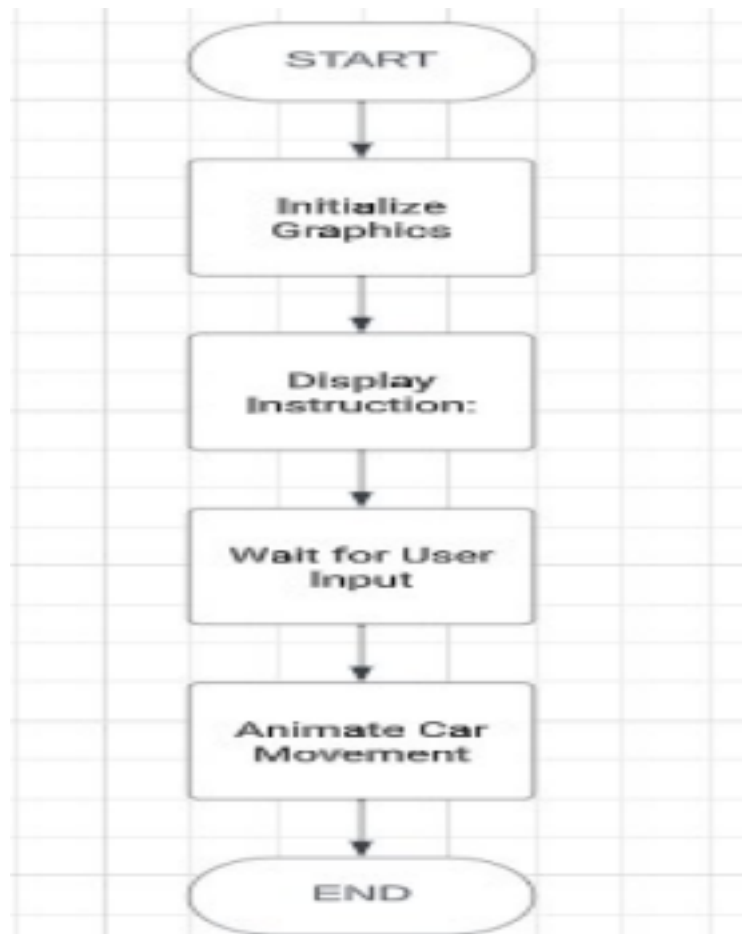 START
Initialize
Graphics
Display
Instruction:
Wait for User
Input
Animate Car
Movement
END